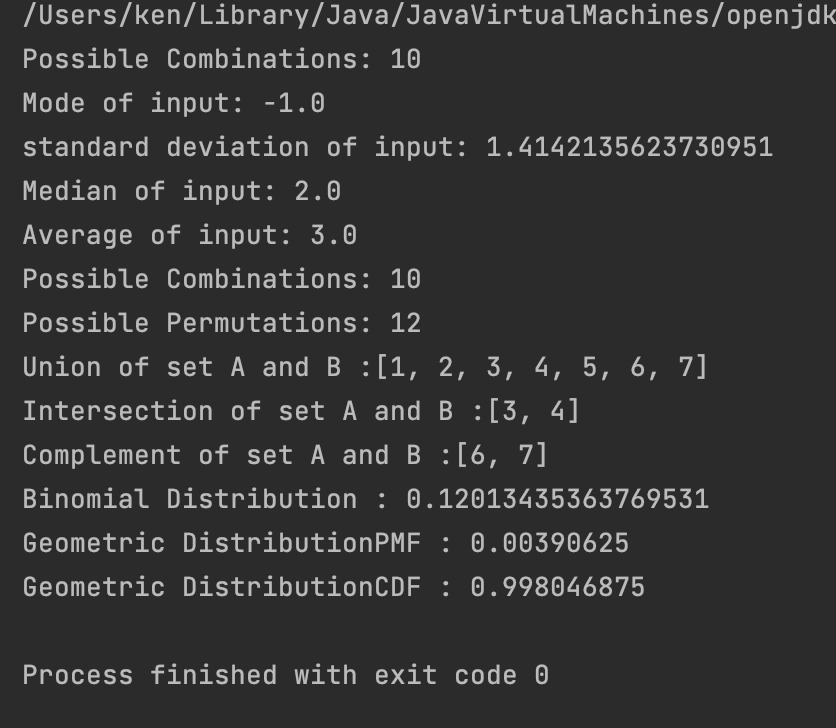 /Users/ken/Library/Java/JavaVirtualMachines/openjdk
Possible Combinations: 10
Mode of input: -1.0
standard deviation of input: 1.4142135623730951
Median of input: 2.0
Average of input: 3.0
Possible Combinations: 10
Possible Permutations: 12
Union of set A and B :[1, 2, 3, 4, 5, 6, 7]
Intersection of set A and B :[3, 4]
Complement of set A and B :[6, 7]
Binomial Distribution : 0.12013435363769531
Geometric DistributionPMF : 0.00390625
Geometric DistributionCDF : 0.998046875
Process finished with exit code 0